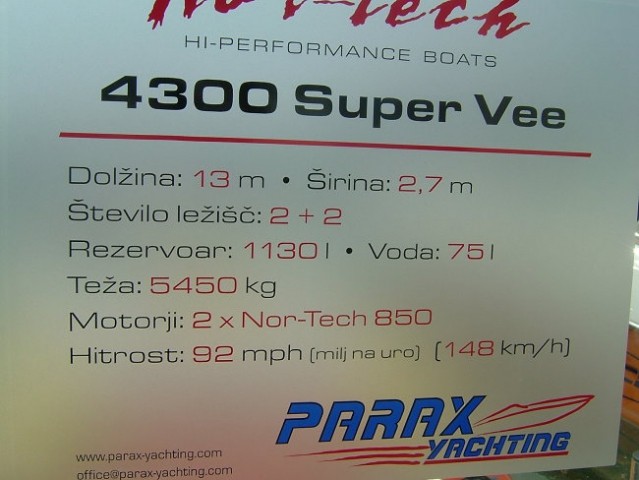 Nor-tech
HI-PERFORMANCE BOATS
4300 Super Vee
Dolžina: 13 m • Širina: 2,7 m
Število ležišč: 2 + 2
Rezervoar: 1130 l • Voda: 75 l
Teža: 5450 kg
Motorji: 2 x Nor-Tech 850
Hitrost: 92 mph (milj na uro) (148 km/h)
PARAX
YACHTING
www.parax-yachting.com
office@parax-yachting.com